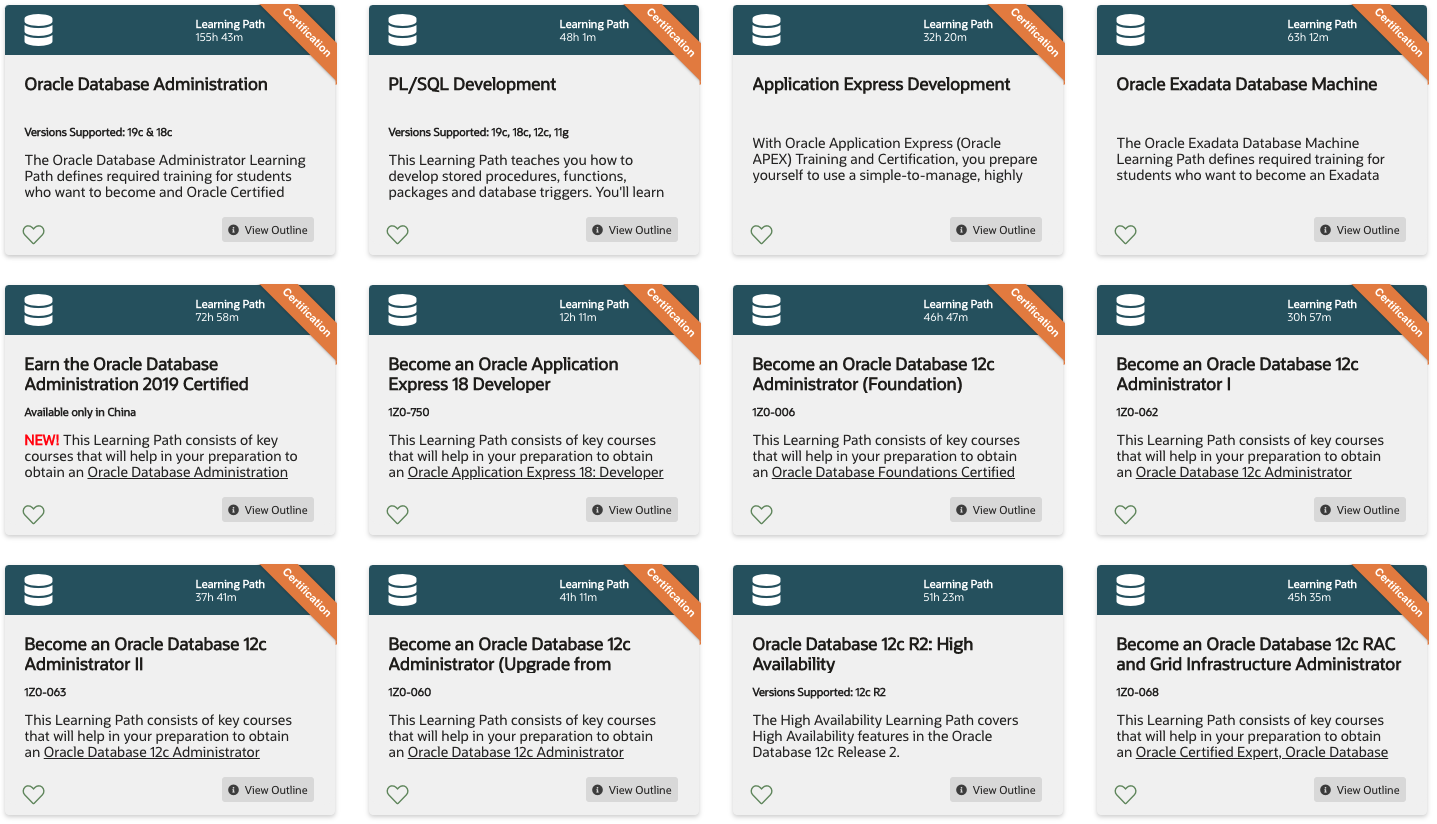 Learning Path
155h 43m
Certification
Oracle Database Administration
Versions Supported: 19c & 18c
The Oracle Database Administrator Learning
Path defines required training for students
who want to become and Oracle Certified
View Outline
Learning Path
48h 1m
Certification
PL/SQL Development
Versions Supported: 19c, 18c, 12c, 11g
This Learning Path teaches you how to
develop stored procedures, functions,
packages and database triggers. You'll learn
View Outline
Learning Path
32h 20m
Certification
Application Express Development
With Oracle Application Express (Oracle
APEX) Training and Certification, you prepare
yourself to use a simple-to-manage, highly
View Outline
Learning Path
63h 12m
Certification
Oracle Exadata Database Machine
The Oracle Exadata Database Machine
Learning Path defines required training for
students who want to become an Exadata
View Outline
Learning Path
72h 58m
Certification
Earn the Oracle Database
Administration 2019 Certified
Available only in China
NEW! This Learning Path consists of key
courses that will help in your preparation to
obtain an Oracle Database Administration
View Outline
Learning Path
12h 11m
Certification
Become an Oracle Application
Express 18 Developer
1Z0-750
This Learning Path consists of key courses
that will help in your preparation to obtain
an Oracle Application Express 18: Developer
View Outline
Learning Path
46h 47m
Certification
Become an Oracle Database 12c
Administrator (Foundation)
1Z0-006
This Learning Path consists of key courses
that will help in your preparation to obtain
an Oracle Database Foundations Certified
View Outline
Learning Path
30h 57m
Certification
Become an Oracle Database 12c
Administrator I
1Z0-062
This Learning Path consists of key courses
that will help in your preparation to obtain
an Oracle Database 12c Administrator
View Outline
Learning Path
37h 41m
Certification
Become an Oracle Database 12c
Administrator II
1Z0-063
This Learning Path consists of key courses
that will help in your preparation to obtain
an Oracle Database 12c Administrator
View Outline
Learning Path
41h 11m
Certification
Become an Oracle Database 12c
Administrator (Upgrade from
1Z0-060
This Learning Path consists of key courses
that will help in your preparation to obtain
an Oracle Database 12c Administrator
View Outline
Learning Path
51h 23m
Oracle Database 12c R2: High
Availability
Versions Supported: 12c R2
The High Availability Learning Path covers
High Availability features in the Oracle
Database 12c Release 2.
View Outline
Learning Path
45h 35m
Certification
Become an Oracle Database 12c RAC
and Grid Infrastructure Administrator
1Z0-068
This Learning Path consists of key courses
that will help in your preparation to obtain
an Oracle Certified Expert, Oracle Database
View Outline